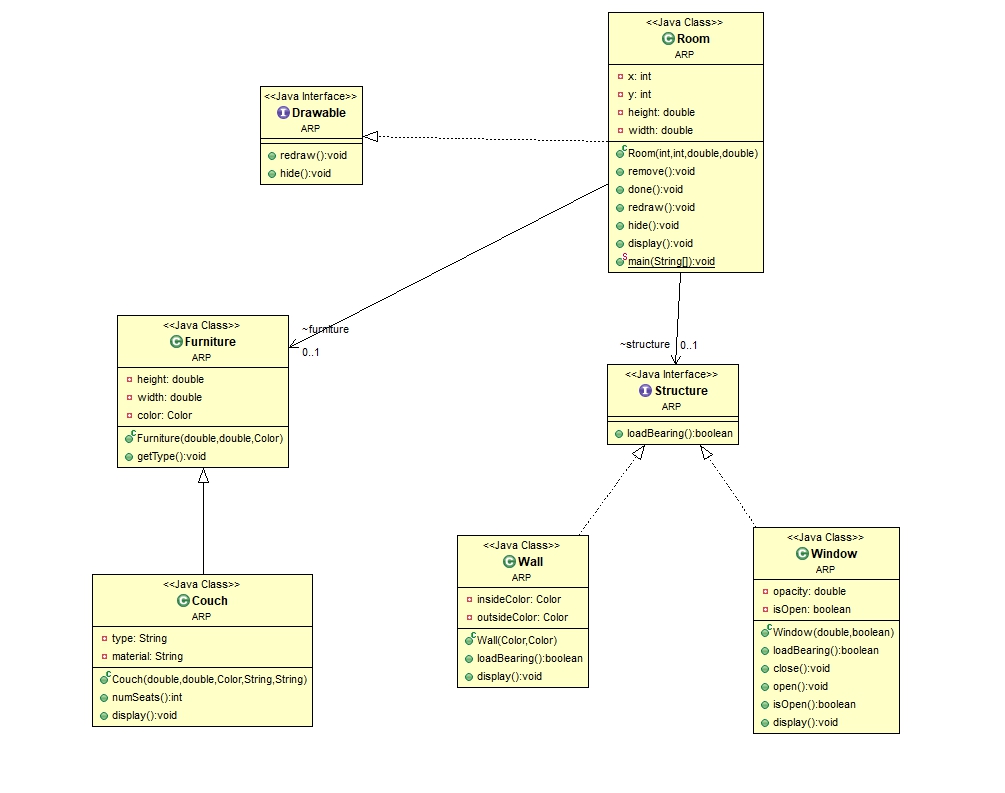 <<Java Class>>
Room
ARP
x: int
y: int
height: double
width: double
Room(int,int,double,double)
remove():void
done():void
redraw():void
hide():void
display():void
main(String[]):void
<<Java Interface>>
Drawable
ARP
redraw():void
hide():void
~furniture
0..1
<<Java Class>>
Furniture
ARP
height: double
width: double
color: Color
Furniture(double,double,Color)
getType():void
~structure
0..1
<<Java Interface>>
Structure
ARP
loadBearing():boolean
<<Java Class>>
Couch
ARP
type: String
material: String
Couch(double,double,Color,String,String)
numSeats():int
display():void
<<Java Class>>
Wall
ARP
insideColor: Color
outsideColor: Color
Wall(Color,Color)
loadBearing():boolean
display():void
<<Java Class>>
Window
ARP
opacity: double
isOpen: boolean
Window(double,boolean)
loadBearing():boolean
close():void
open():void
isOpen():boolean
display():void